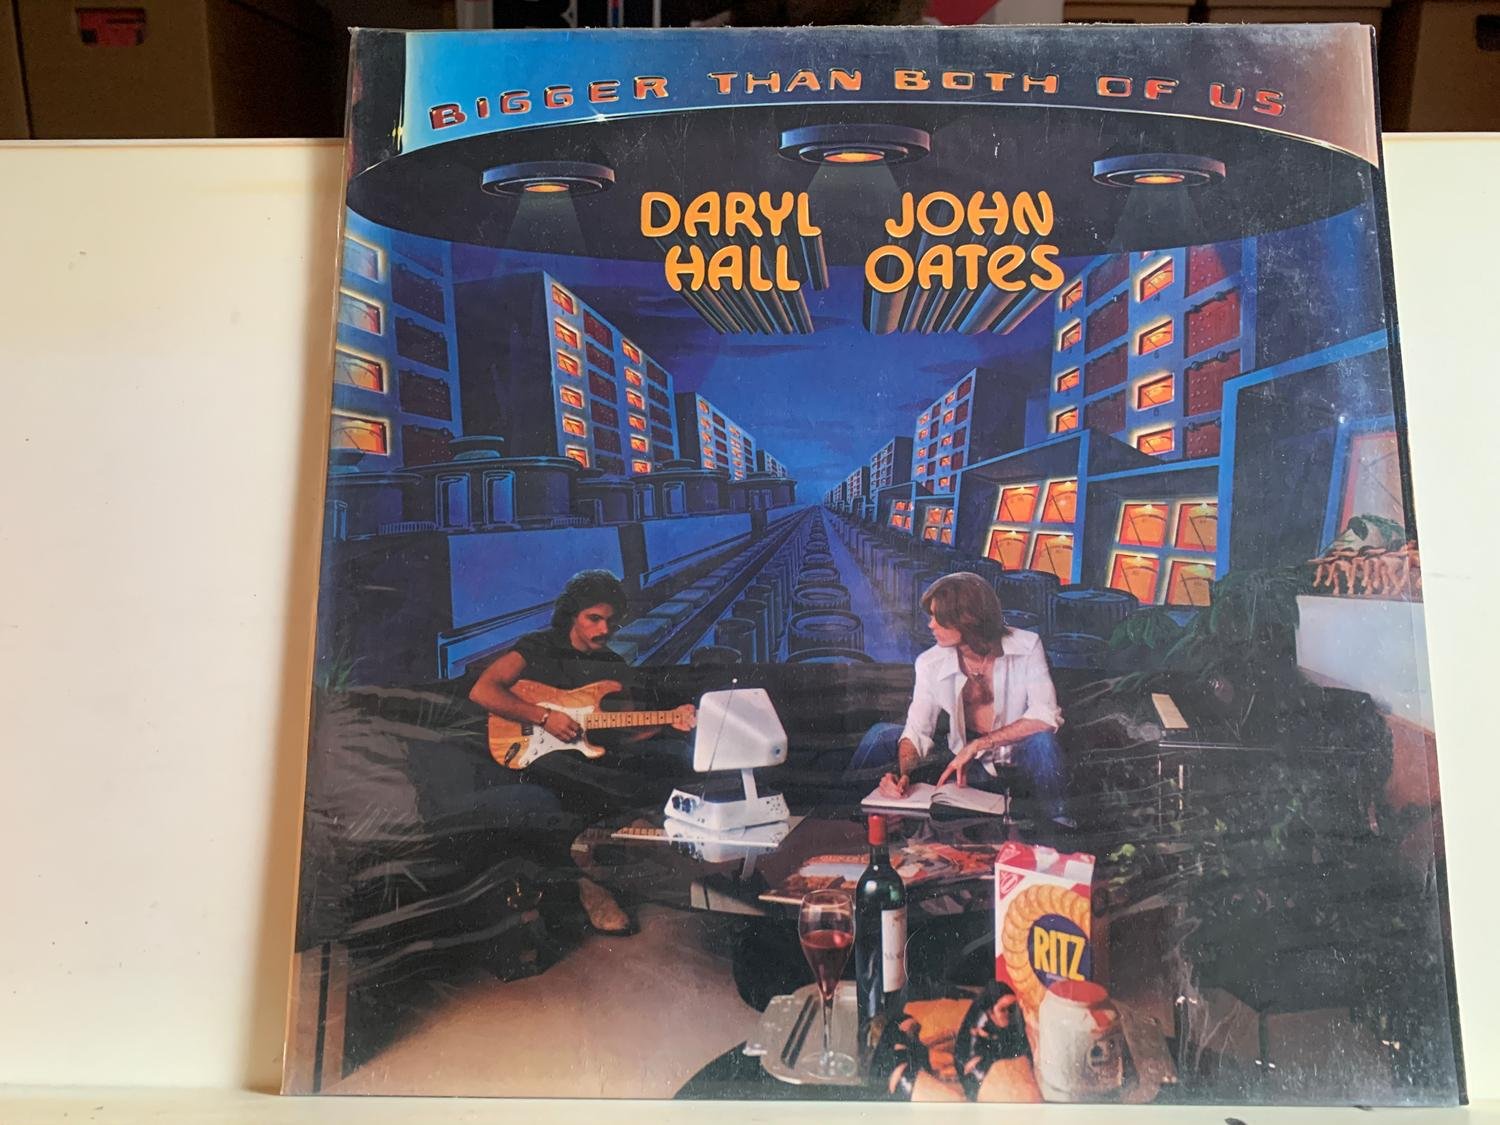 BIGGER THAN BOTH OF US
DARYL JOHN
HALL OATES
RITZ